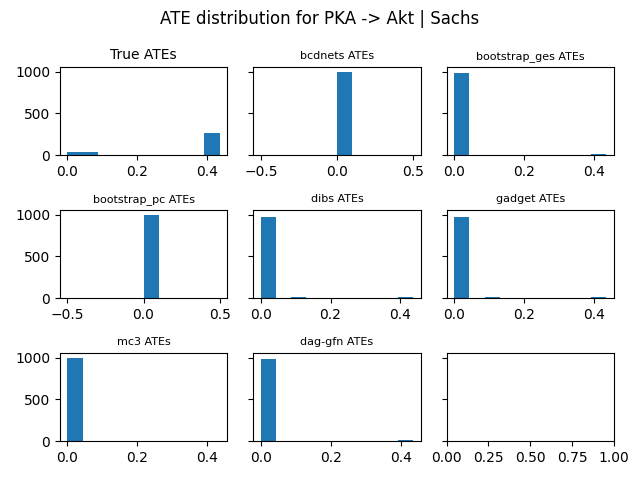 ATE distribution for PKA -> Akt | Sachs
True ATEs
bcdnets ATEs
bootstrap_ges ATEs
1000
500
0
0.0 0.2 0.4
−0.5 0.0 0.5
0.0 0.2 0.4
bootstrap_pc ATEs
dibs ATEs
gadget ATEs
1000
500
0
−0.5 0.0 0.5
0.0 0.2 0.4
0.0 0.2 0.4
mc3 ATEs
dag-gfn ATEs
1000
500
0
0.0 0.2 0.4
0.0 0.2 0.4
0.00 0.25 0.50 0.75 1.00